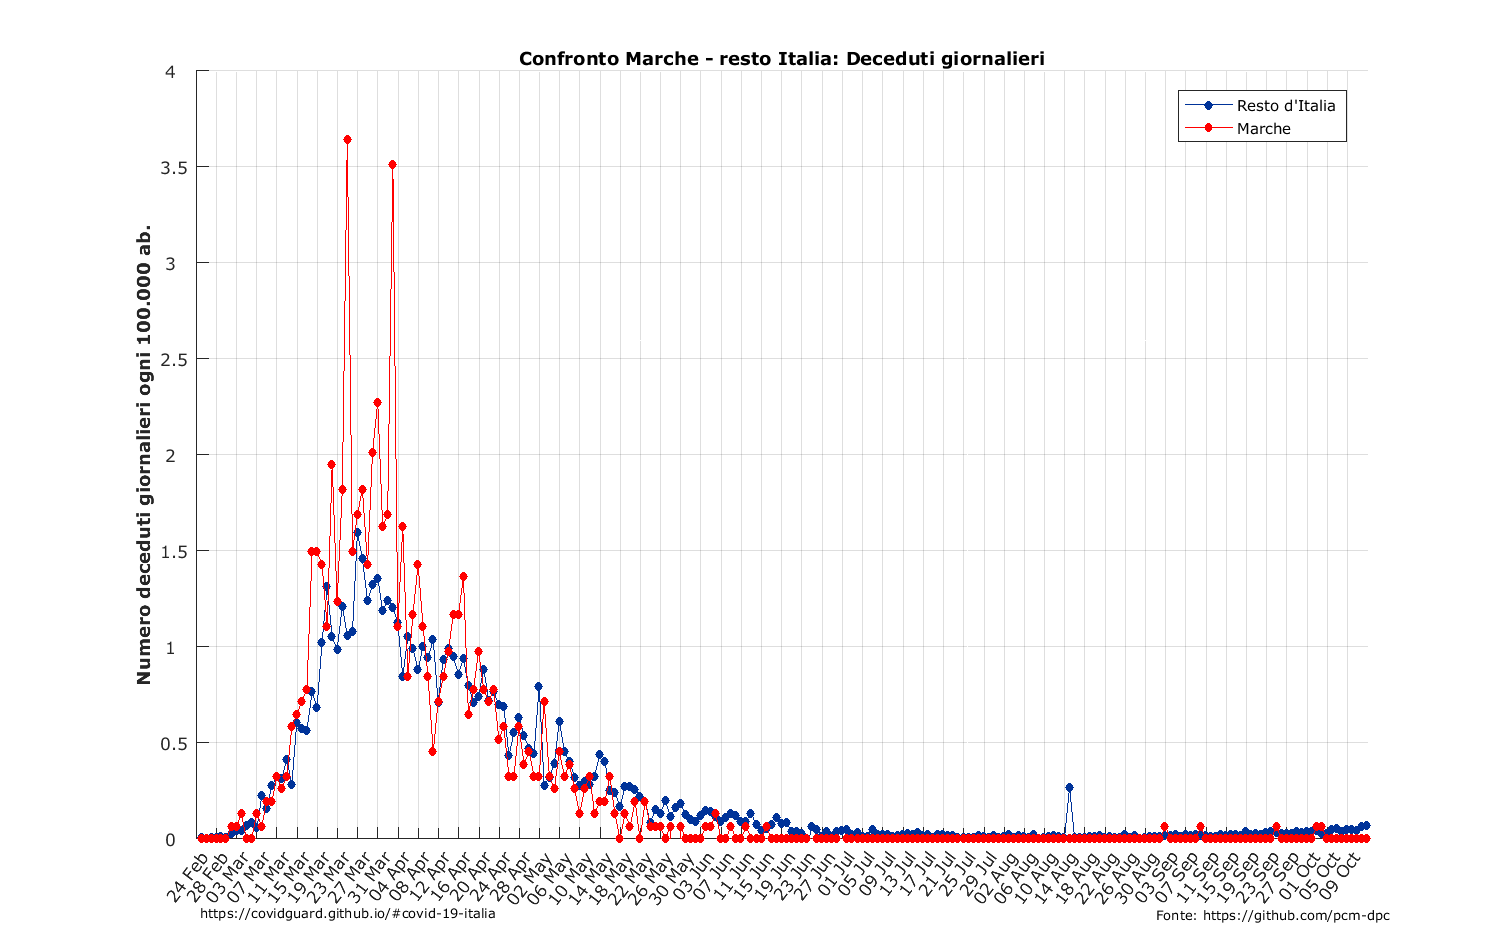 Confronto Marche - resto Italia: Deceduti giornalieri
Resto d'Italia
Marche
Numero deceduti giornalieri ogni 100.000 ab.
4
3.5
3
2.5
2
1.5
1
0.5
0
24 Feb
28 Feb
03 Mar
07 Mar
11 Mar
15 Mar
19 Mar
23 Mar
27 Mar
31 Mar
04 Apr
08 Apr
12 Apr
16 Apr
20 Apr
24 Apr
28 Apr
02 May
06 May
10 May
14 May
18 May
22 May
26 May
30 May
03 Jun
07 Jun
11 Jun
15 Jun
19 Jun
23 Jun
27 Jun
01 Jul
05 Jul
09 Jul
13 Jul
17 Jul
21 Jul
25 Jul
29 Jul
02 Aug
06 Aug
10 Aug
14 Aug
18 Aug
22 Aug
26 Aug
30 Aug
03 Sep
07 Sep
11 Sep
15 Sep
19 Sep
23 Sep
27 Sep
01 Oct
05 Oct
09 Oct
https://covidguard.github.io/#covid-19-italia
Fonte: https://github.com/pcm-dpc